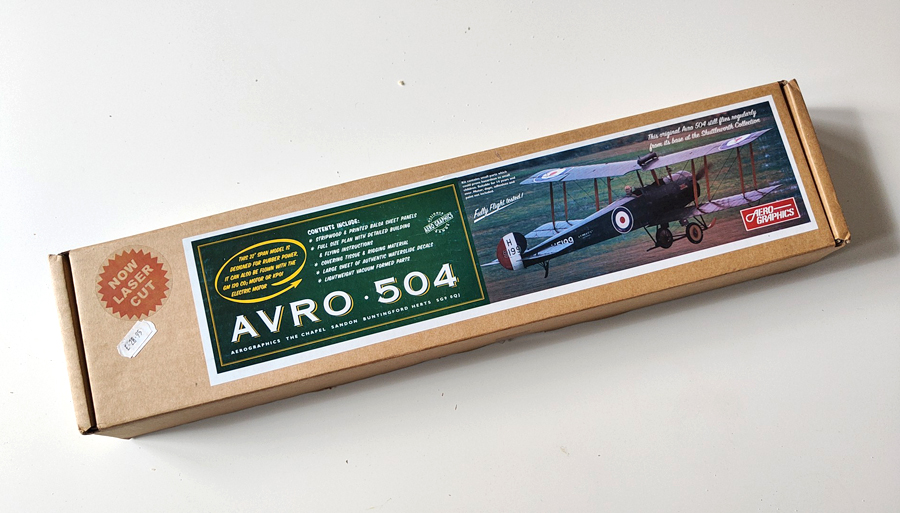 NOW
LASER
CUT
THIS 21" SPAN MODEL IS
DESIGNED FOR RUBBER POWER,
IT CAN ALSO BE FLOWN WITH THE
GM 120 CO2 MOTOR OR KP01
ELECTRIC MOTOR
CONTENTS INCLUDE:
STRIPWOOD & PRINTED BALSA SHEET PANELS
FULL SIZE PLAN WITH DETAILED BUILDING
& FLYING INSTRUCTIONS
COVERING TISSUE & RIGGING MATERIAL
LARGE SHEET OF AUTHENTIC WATERSLIDE DECALS
LIGHTWEIGHT VACUUM FORMED PARTS
AERO GRAPHICS
AVRO · 504
AEROGRAPHICS THE CHAPEL SANDON BUNTINGFORD HERTS SG9 0QJ
Fully Flight tested!
This original Avro 504 still flies regularly
from its base at the Shuttleworth Collection
H
AERO
GRAPHICS